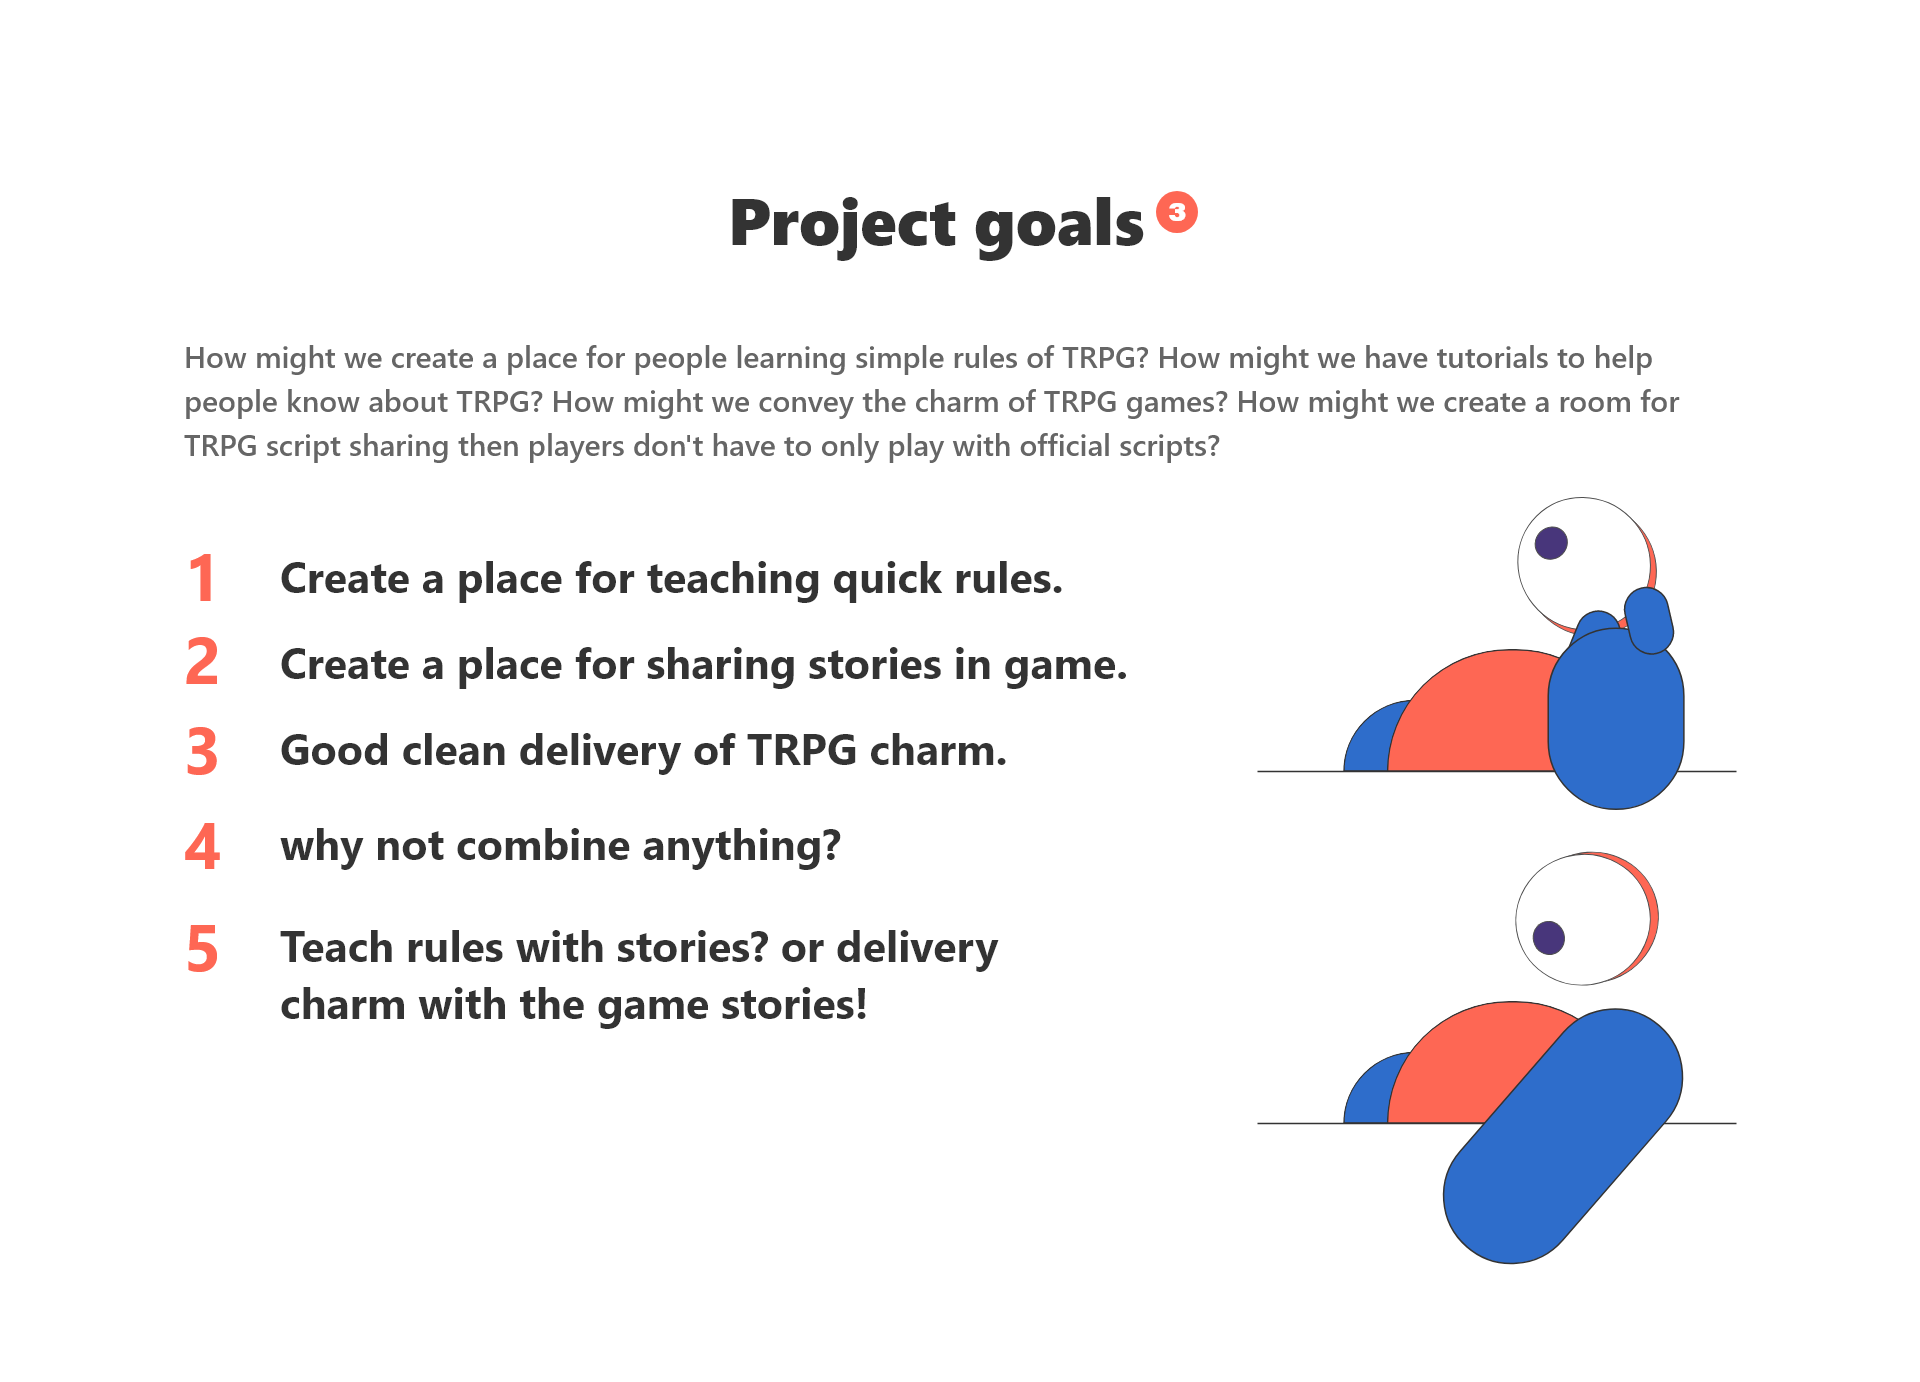 Project goals 3
How might we create a place for people learning simple rules of TRPG? How might we have tutorials to help
people know about TRPG? How might we convey the charm of TRPG games? How might we create a room for
TRPG script sharing then players don't have to only play with official scripts?
1 Create a place for teaching quick rules.
2 Create a place for sharing stories in game.
3 Good clean delivery of TRPG charm.
4 why not combine anything?
5 Teach rules with stories? or delivery
charm with the game stories!